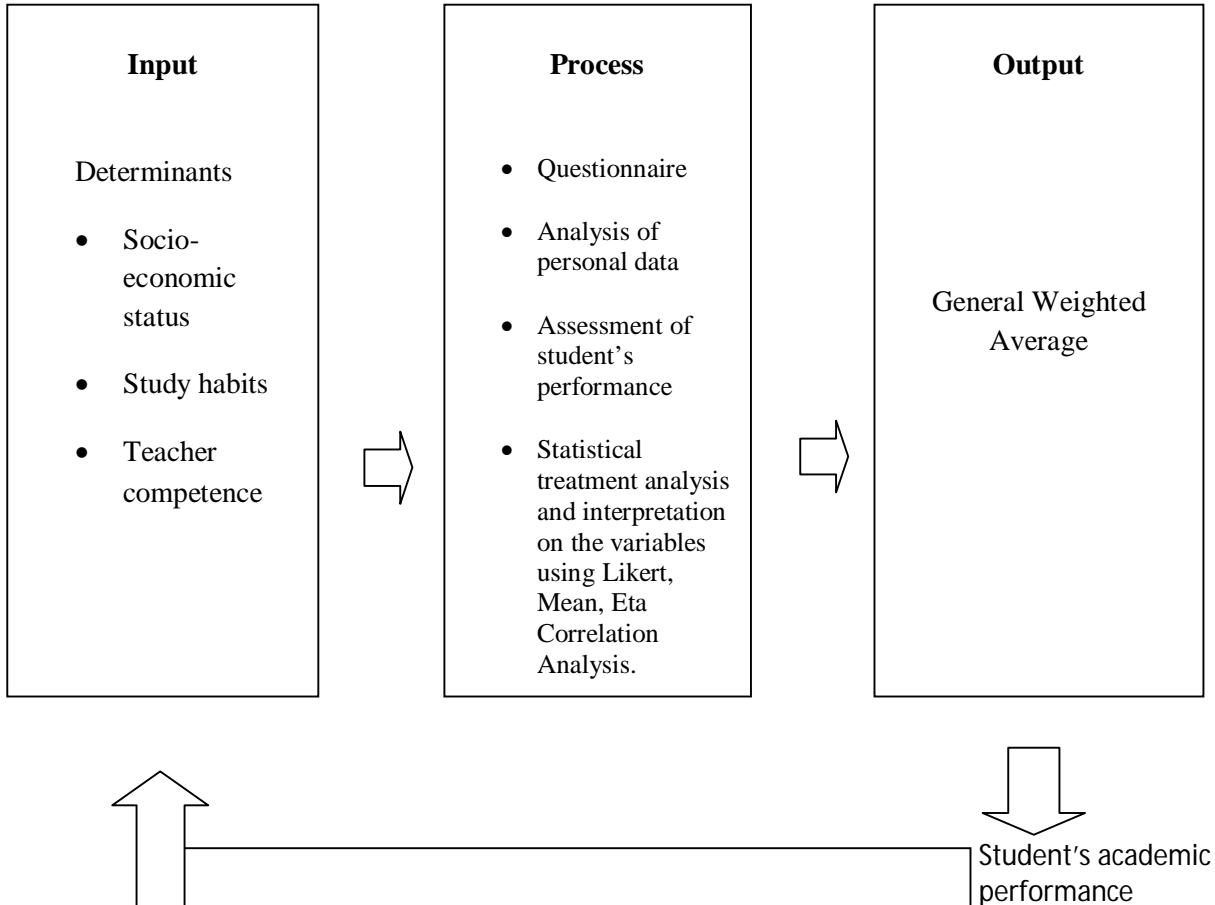 Input
Determinants
• Socio-
economic
status
• Study habits
• Teacher
competence
Process
• Questionnaire
• Analysis of
personal data
• Assessment of
student’s
performance
• Statistical
treatment analysis
and interpretation
on the variables
using Likert,
Mean, Eta
Correlation
Analysis.
Output
General Weighted
Average
Student’s academic
performance